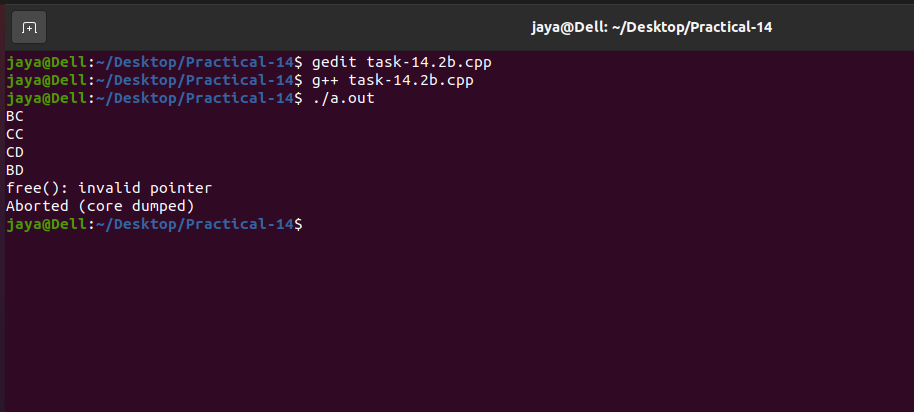 jaya@Dell: ~/Desktop/Practical-14
jaya@Dell:~/Desktop/Practical-14$ gedit task-14.2b.cpp
jaya@Dell:~/Desktop/Practical-14$ g++ task-14.2b.cpp
jaya@Dell:~/Desktop/Practical-14$ ./a.out
BC
CC
CD
BD
free(): invalid pointer
Aborted (core dumped)
jaya@Dell:~/Desktop/Practical-14$